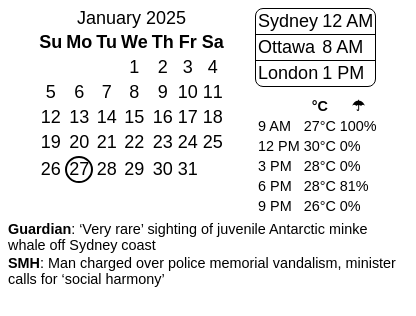 January 2025
Su Mo Tu We Th Fr Sa
1 2 3 4
5 6 7 8 9 10 11
12 13 14 15 16 17 18
19 20 21 22 23 24 25
26 27 28 29 30 31
Sydney 12 AM
Ottawa 8 AM
London 1 PM
°C ☂
9 AM 27°C 100%
12 PM 30°C 0%
3 PM 28°C 0%
6 PM 28°C 81%
9 PM 26°C 0%
Guardian: ‘Very rare’ sighting of juvenile Antarctic minke
whale off Sydney coast
SMH: Man charged over police memorial vandalism, minister
calls for ‘social harmony’